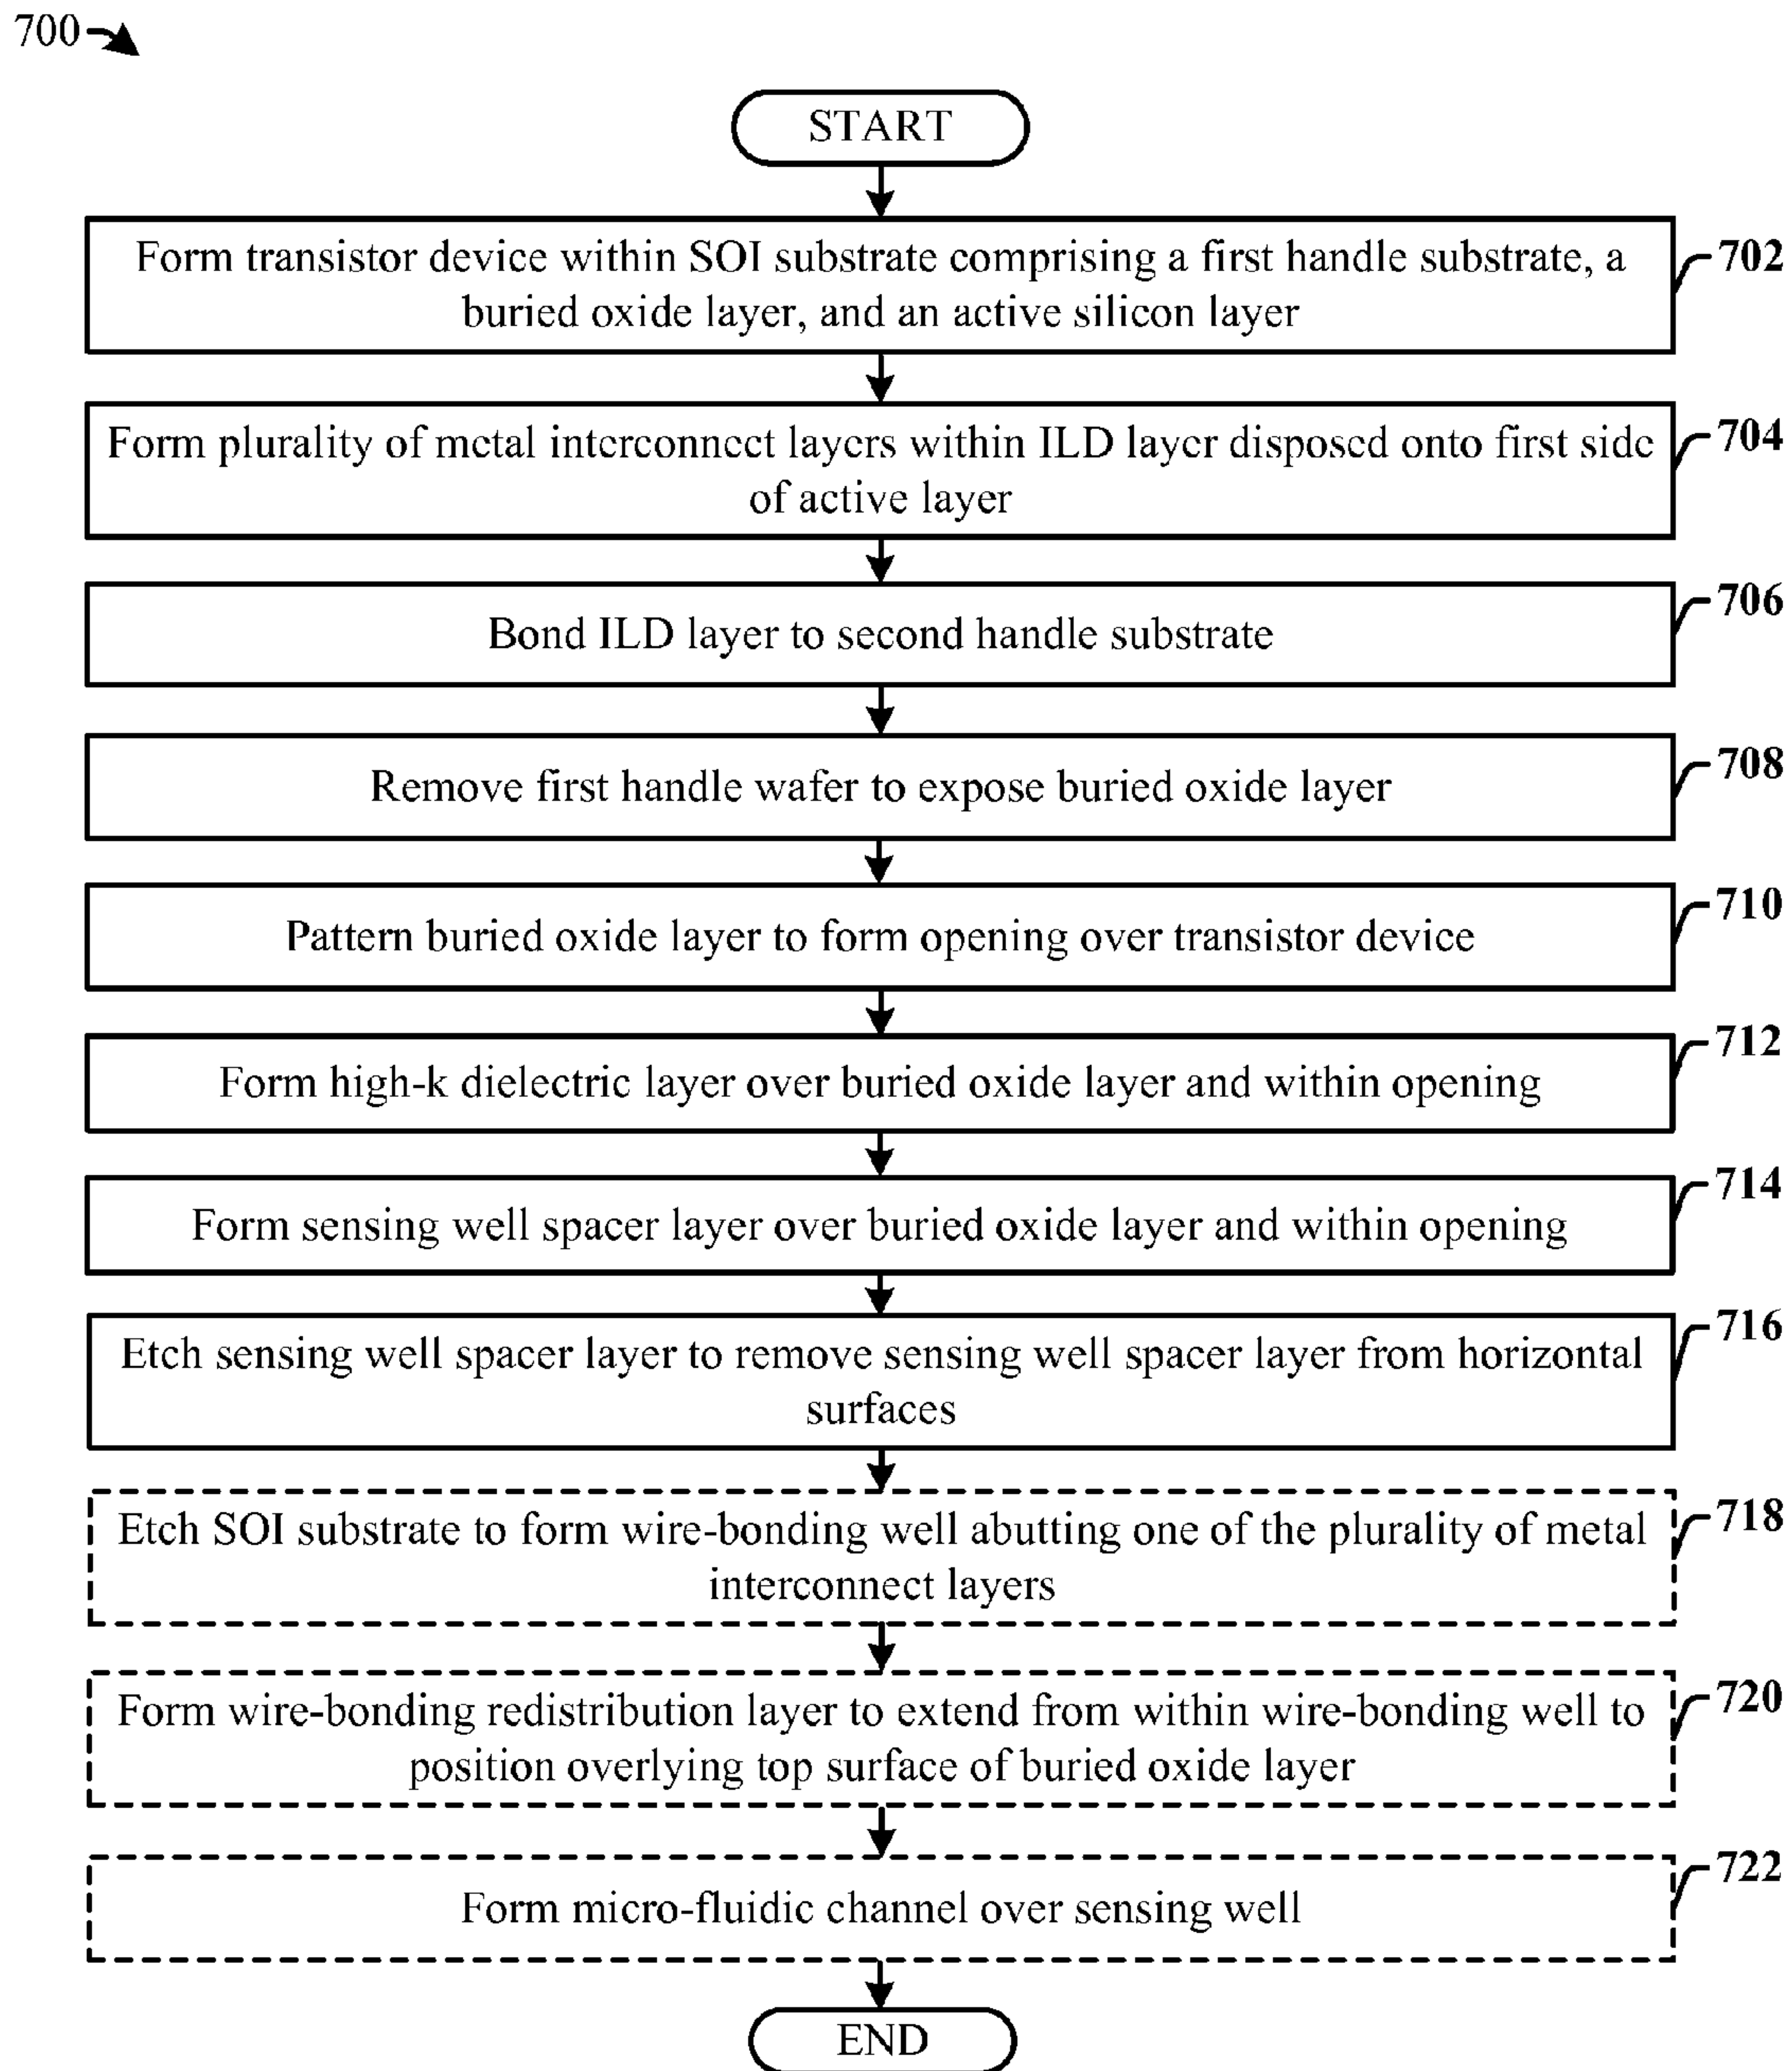 700
START
Form transistor device within SOI substrate comprising a first handle substrate, a
buried oxide layer, and an active silicon layer
702
Form plurality of metal interconnect layers within ILD layer disposed onto first side
of active layer
704
Bond ILD layer to second handle substrate
706
Remove first handle wafer to expose buried oxide layer
708
Pattern buried oxide layer to form opening over transistor device
710
Form high-k dielectric layer over buried oxide layer and within opening
712
Form sensing well spacer layer over buried oxide layer and within opening
714
Etch sensing well spacer layer to remove sensing well spacer layer from horizontal
surfaces
716
Etch SOI substrate to form wire-bonding well abutting one of the plurality of metal
interconnect layers
718
Form wire-bonding redistribution layer to extend from within wire-bonding well to
position overlying top surface of buried oxide layer
720
Form micro-fluidic channel over sensing well
722
END